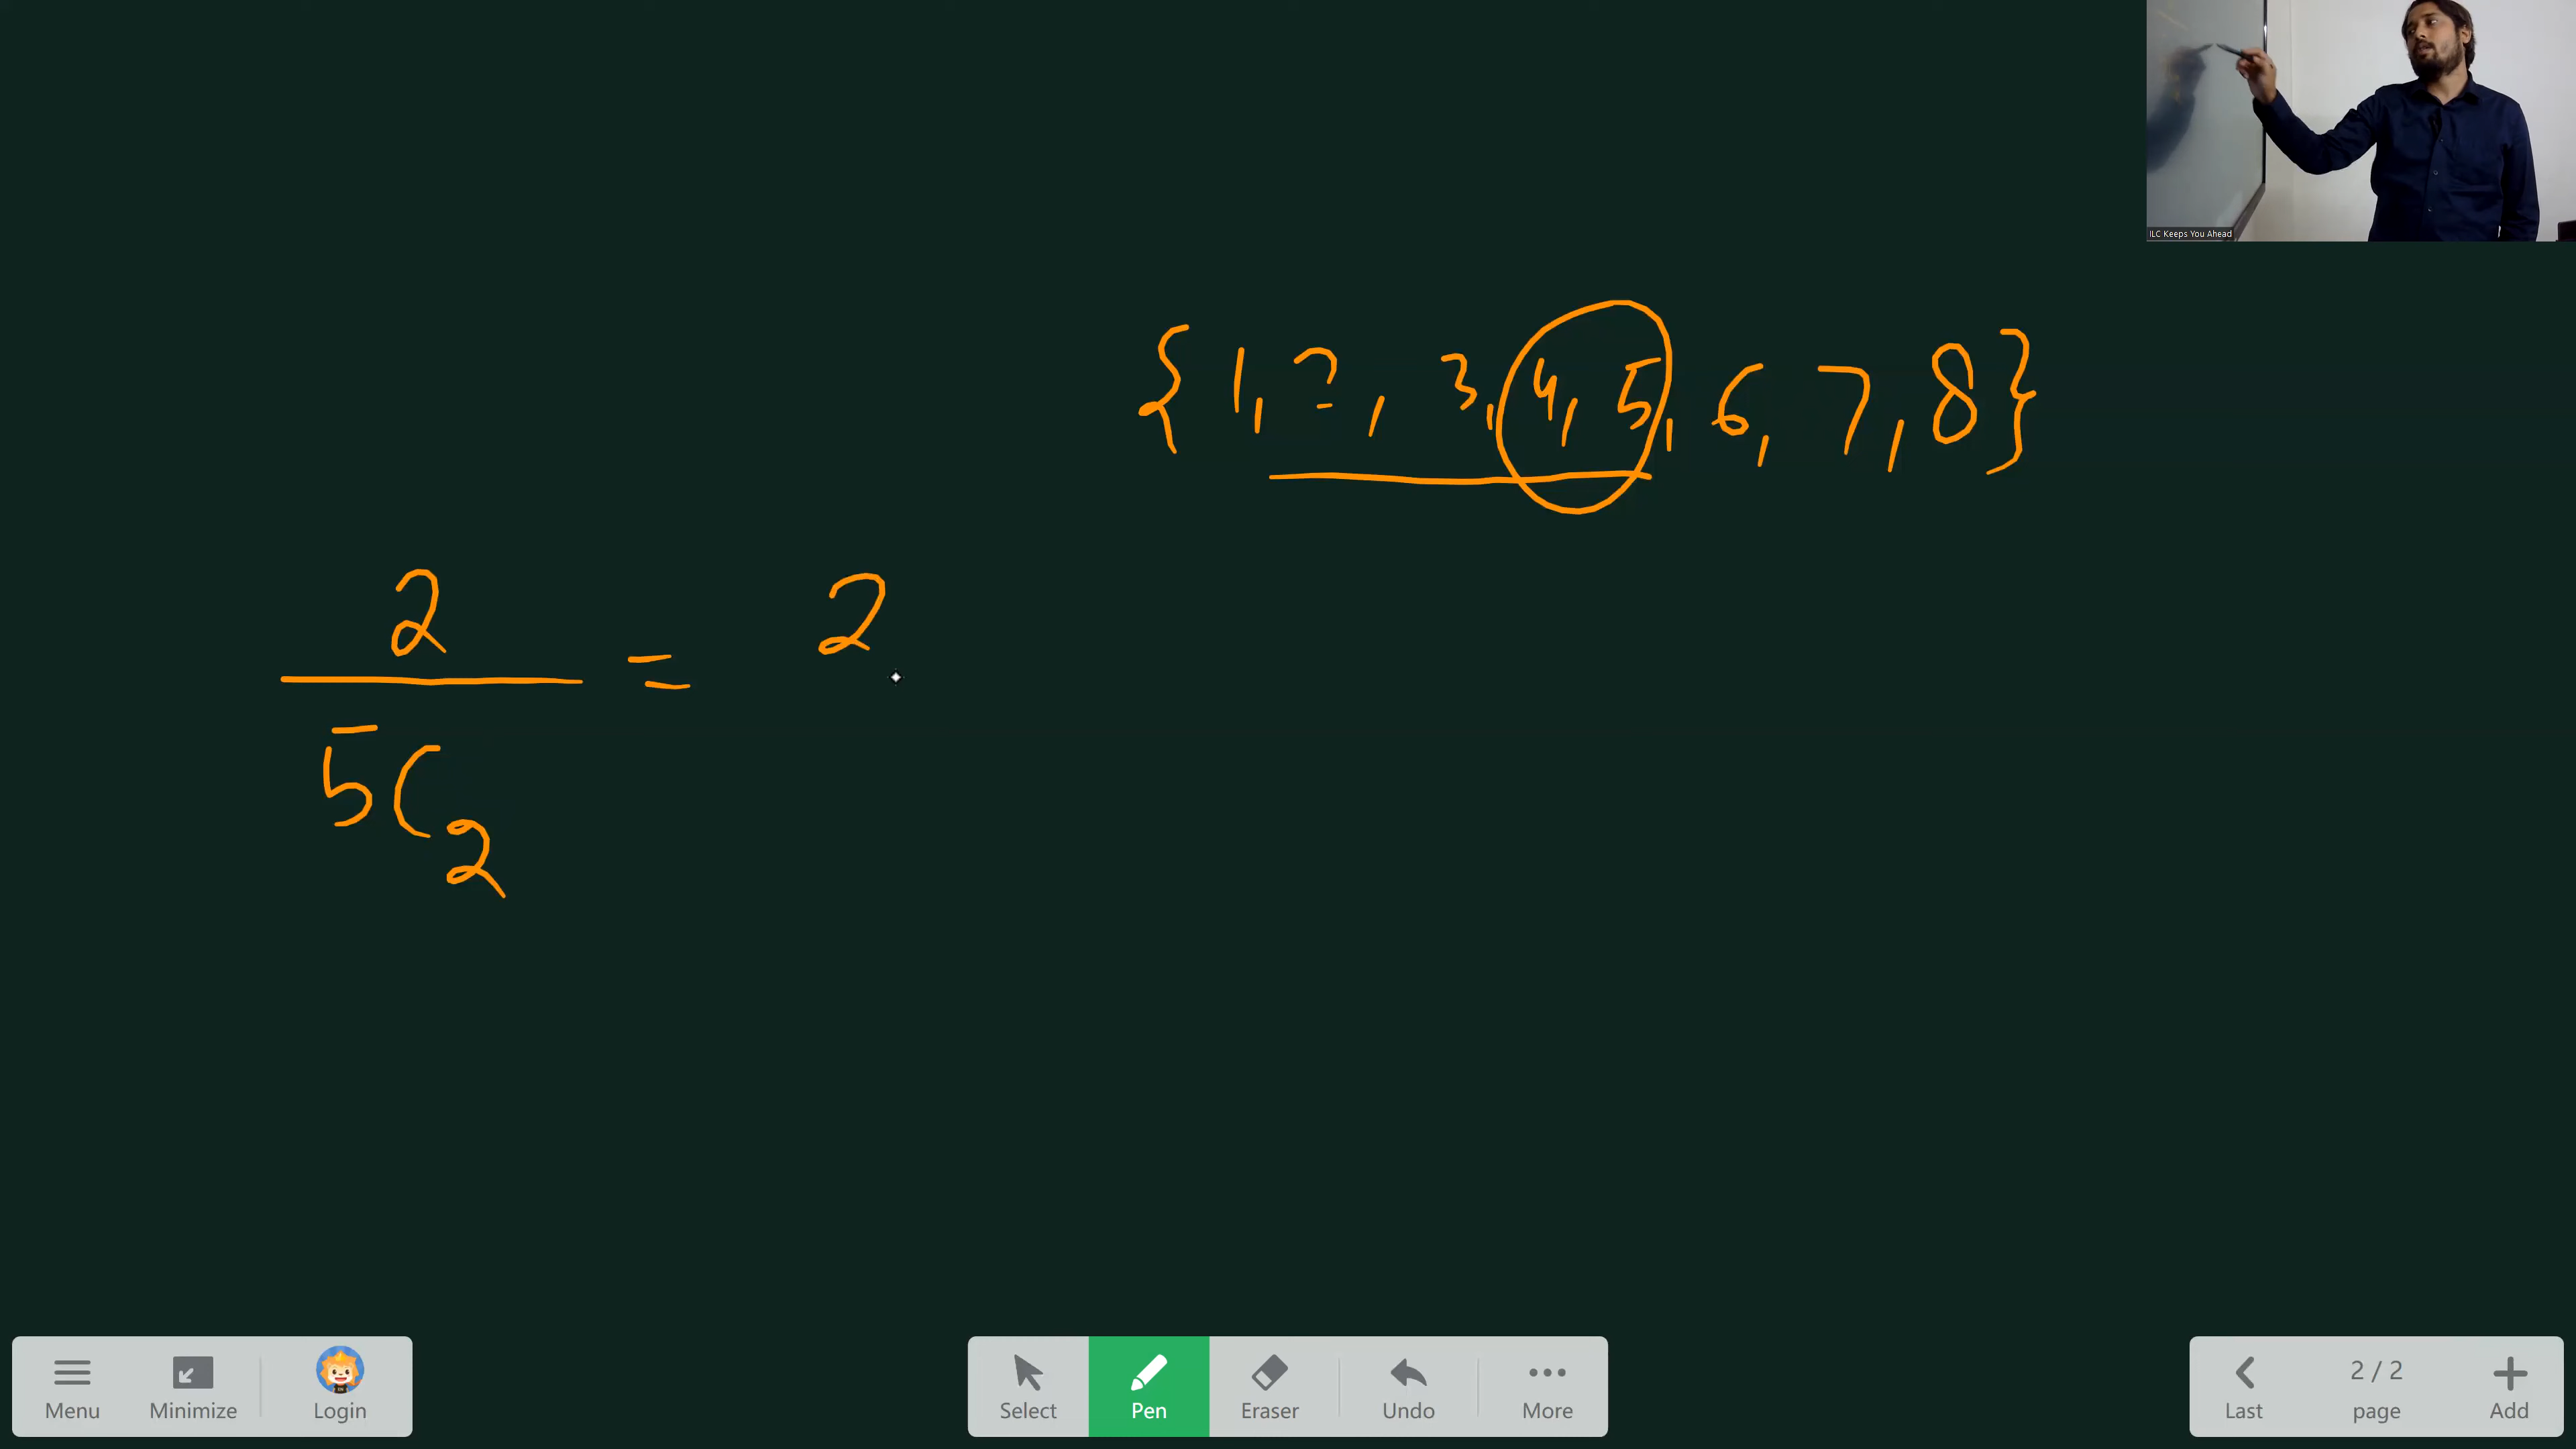 ILC Keeps You Ahead
{ 1, 2, 3, 4, 5, 6, 7, 8 }
2 = 2
5C2
Menu Minimize Login Select Pen Eraser Undo More Last 2 / 2 page Add